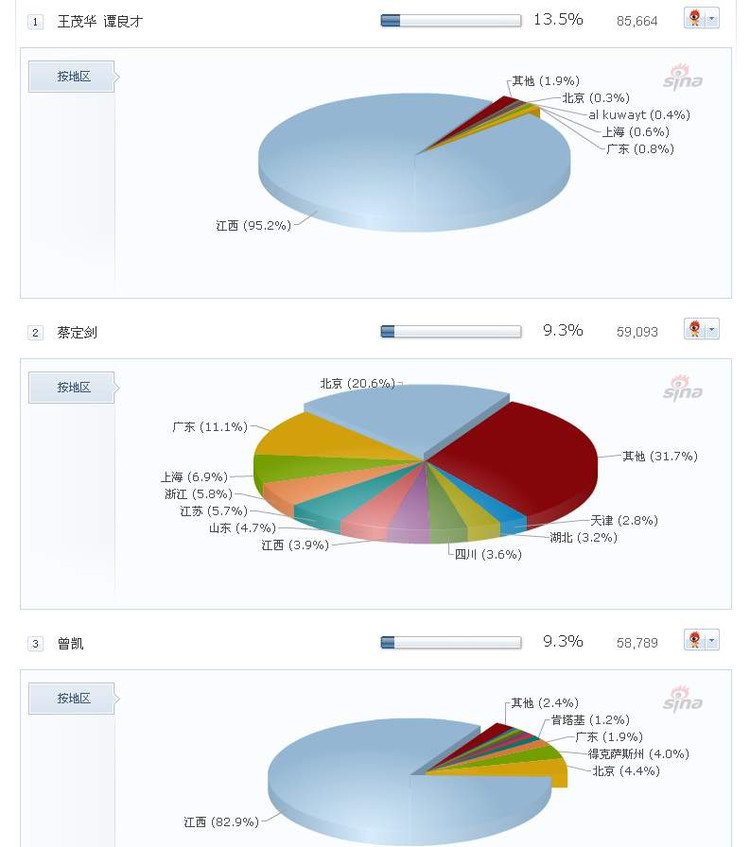 1 王茂华 谭良才 13.5% 85,664
按地区
sina
其他 (1.9%)
北京 (0.3%)
al kuwayt (0.4%)
上海 (0.6%)
广东 (0.8%)
江西 (95.2%)
2 蔡定剑 9.3% 59,093
按地区
sina
北京 (20.6%)
广东 (11.1%)
其他 (31.7%)
上海 (6.9%)
浙江 (5.8%)
江苏 (5.7%)
天津 (2.8%)
山东 (4.7%)
湖北 (3.2%)
江西 (3.9%)
四川 (3.6%)
3 曾凯 9.3% 58,789
按地区
sina
其他 (2.4%)
肯塔基 (1.2%)
广东 (1.9%)
得克萨斯州 (4.0%)
北京 (4.4%)
江西 (82.9%)